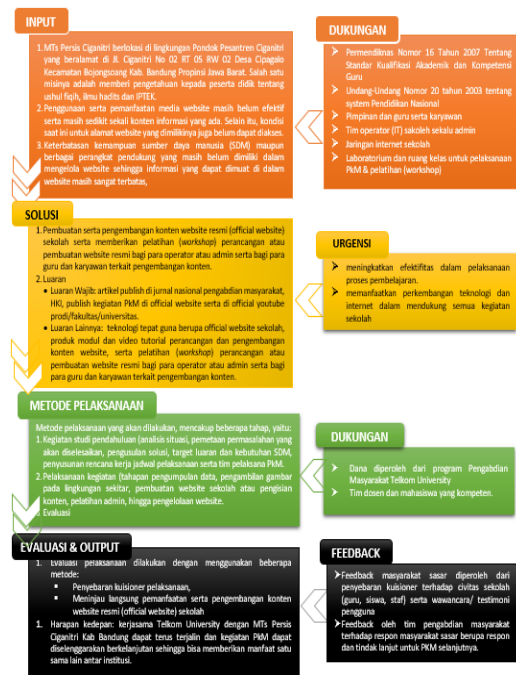 INPUT
1. MTs Persis Ciganitri berlokasi di lingkungan Pondok Pesantren Ciganitri
yang beralamat di Jl. Ciganitri No 02 RT 05 RW 02 Desa Cipagalo
Kecamatan Bojongsoang Kab. Bandung Propinsi Jawa Barat. Salah satu
misinya adalah memberi pengetahuan kepada peserta didik tentang
ushul fiqih, ilmu hadits dan IPTEK.
2. Penggunaan serta pemanfaatan media website masih belum efektif
serta masih sedikit sekali konten informasi yang ada. Selain itu, kondisi
saat ini untuk alamat website yang dimilikinya juga belum dapat diakses.
3. Keterbatasan kemampuan sumber daya manusia (SDM) maupun
berbagai perangkat pendukung yang masih belum dimiliki dalam
mengelola website sehingga informasi yang dapat dimuat di dalam
website masih sangat terbatas,
DUKUNGAN
Permendiknas Nomor 16 Tahun 2007 Tentang
Standar Kualifikasi Akademik dan Kompetensi
Guru
Undang-Undang Nomor 20 tahun 2003 tentang
system Pendidikan Nasional
Pimpinan dan guru serta karyawan
Tim operator (IT) sakoleh sekalu admin
Jaringan internet sekolah
Laboratorium dan ruang kelas untuk pelaksanaan
PkM & pelatihan (workshop)
SOLUSI
1. Pembuatan serta pengembangan konten website resmi (official website)
sekolah serta memberikan pelatihan (workshop) perancangan atau
pembuatan website resmi bagi para operator atau admin serta bagi para
guru dan karyawan terkait pengembangan konten.
2. Luaran
• Luaran Wajib: artikel publish di jurnal nasional pengabdian masyarakat,
HKI, publish kegiatan PkM di official website serta di official youtube
prodi/fakultas/universitas.
• Luaran Lainnya: teknologi tepat guna berupa official website sekolah,
produk modul dan video tutorial perancangan dan pengembangan
konten website, serta pelatihan (workshop) perancangan atau
pembuatan website resmi bagi para operator atau admin serta bagi
para guru dan karyawan terkait pengembangan konten.
URGENSI
meningkatkan efektifitas dalam pelaksanaan
proses pembelajaran.
memanfaatkan perkembangan teknologi dan
internet dalam mendukung semua kegiatan
sekolah
METODE PELAKSANAAN
Metode pelaksanaan yang akan dilakukan, mencakup beberapa tahap, yaitu:
1. Kegiatan studi pendahuluan (analisis situasi, pemetaan permasalahan yang
akan diselesaikan, pengusulan solusi, target luaran dan kebutuhan SDM,
penyusunan rencana kerja jadwal pelaksanaan serta tim pelaksana PkM.
2. Pelaksanaan kegiatan (tahapan pengumpulan data, pengambilan gambar
pada lingkungan sekitar, pembuatan website sekolah atau pengisian
konten, pelatihan admin, hingga pengelolaan website.
Evaluasi
DUKUNGAN
Dana diperoleh dari program Pengabdian
Masyarakat Telkom University
Tim dosen dan mahasiswa yang kompeten.
EVALUASI & OUTPUT
1. Evaluasi pelaksanaan dilakukan dengan menggunakan beberapa
metode:
Penyebaran kuisioner pelaksanaan,
Meninjau langsung pemanfaatan serta pengembangan konten
website resmi (official website) sekolah
1. Harapan kedepan: kerjasama Telkom University dengan MTs Persis
Ciganitri Kab Bandung dapat terus terjalin dan kegiatan PkM dapat
diselenggarakan berkelanjutan sehingga bisa memberikan manfaat satu
sama lain antar institusi.
FEEDBACK
Feedback masyarakat sasar diperoleh dari
penyebaran kuisioner terhadap civitas sekolah
(guru, siswa, staf) serta wawancara/ testimoni
pengguna
Feedback oleh tim pengabdian masyarakat
terhadap respon masyarakat sasar berupa respon
dan tindak lanjut untuk PKM selanjutnya.